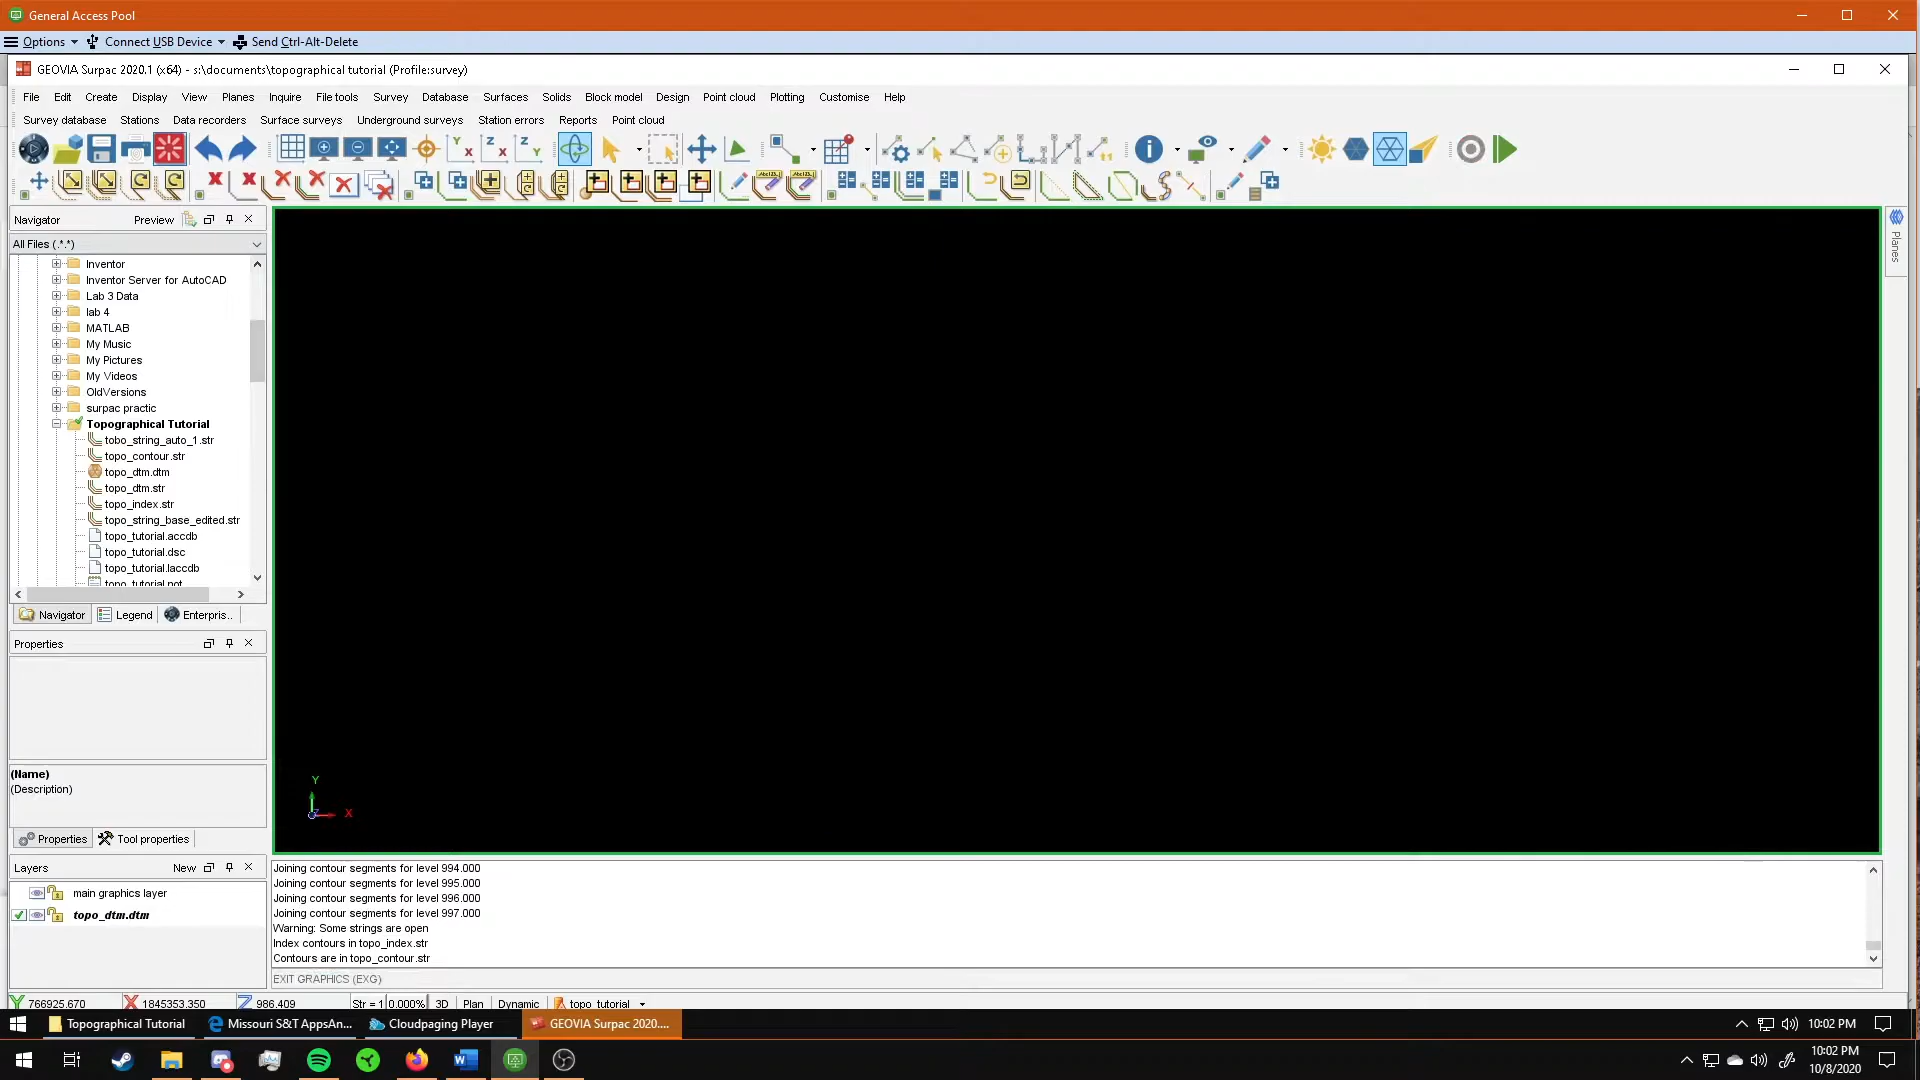 General Access Pool
Options Connect USB Device Send Ctrl-Alt-Delete
GEOVIA Surpac 2020.1 (x64) - s:\documents\topographical tutorial (Profile:survey)
File Edit Create Display View Planes Inquire File tools Survey Database Surfaces Solids Block model Design Point cloud Plotting Customise Help
Survey database Stations Data recorders Surface surveys Underground surveys Station errors Reports Point cloud
Navigator Preview
All Files (*.*)
Inventor
Inventor Server for AutoCAD
Lab 3 Data
lab 4
MATLAB
My Music
My Pictures
My Videos
OldVersions
surpac practic
Topographical Tutorial
tobo_string_auto_1.str
topo_contour.str
topo_dtm.dtm
topo_dtm.str
topo_index.str
topo_string_base_edited.str
topo_tutorial.accdb
topo_tutorial.dsc
topo_tutorial.laccdb
topo_tutorial.not
Navigator Legend Enterpris..
Properties
(Name)
(Description)
Properties Tool properties
Layers New
main graphics layer
topo_dtm.dtm
Planes
Y
X
Joining contour segments for level 994.000
Joining contour segments for level 995.000
Joining contour segments for level 996.000
Joining contour segments for level 997.000
Warning: Some strings are open
Index contours in topo_index.str
Contours are in topo_contour.str
EXIT GRAPHICS (EXG)
Y 766925.670 X 1845353.350 Z 986.409 Str = 1 0.000% 3D Plan Dynamic topo_tutorial
Topographical Tutorial Missouri S&T AppsAn... Cloudpaging Player GEOVIA Surpac 2020.... 10:02 PM
10:02 PM
10/8/2020